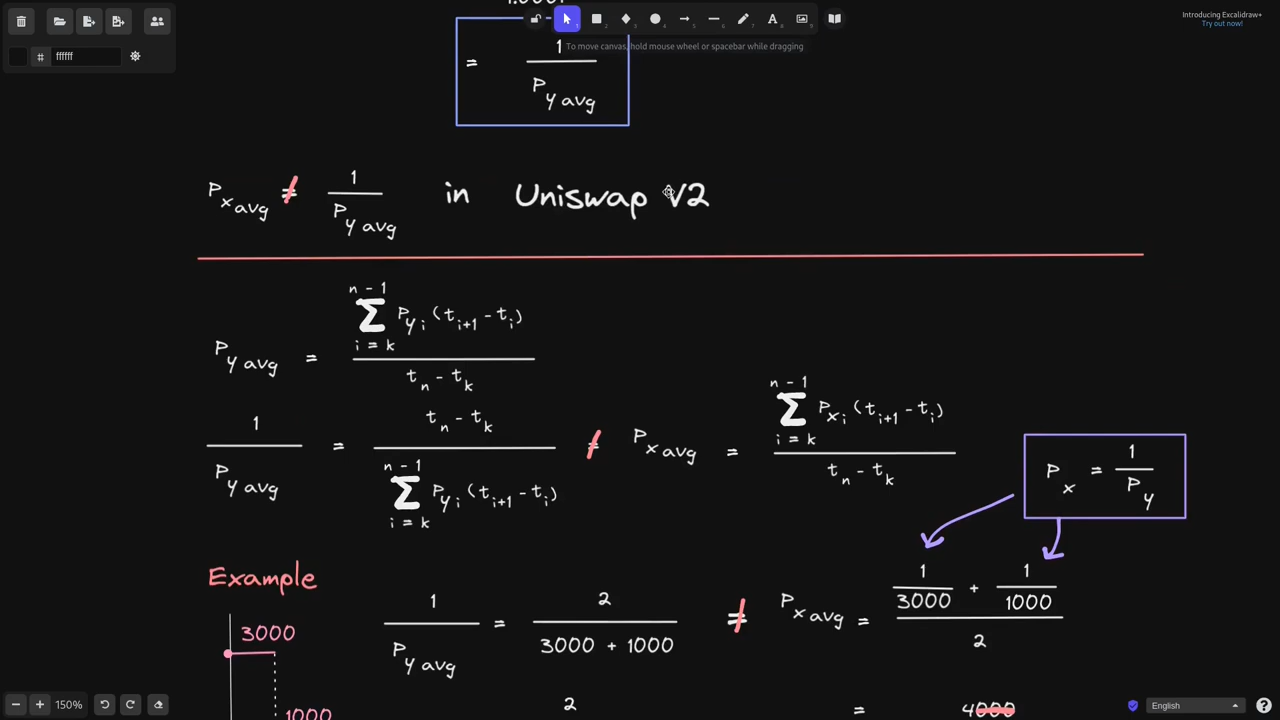 Introducing Excalidraw+
Try out now!
# ffffff
To move canvas, hold mouse wheel or spacebar while dragging
= 1 / P y avg
P x avg ≠ 1 / P y avg in Uniswap V2
P y avg = n - 1 Σ i = k P y i (t i+1 - t i) / t n - t k
1 / P y avg = t n - t k / n - 1 Σ i = k P y i (t i+1 - t i) ≠ P x avg = n - 1 Σ i = k P x i (t i+1 - t i) / t n - t k
P x = 1 / P y
Example
3000
1000
1 / P y avg = 2 / 3000 + 1000 ≠ P x avg = 1 / 3000 + 1 / 1000 / 2
2
= 4000
150%
English